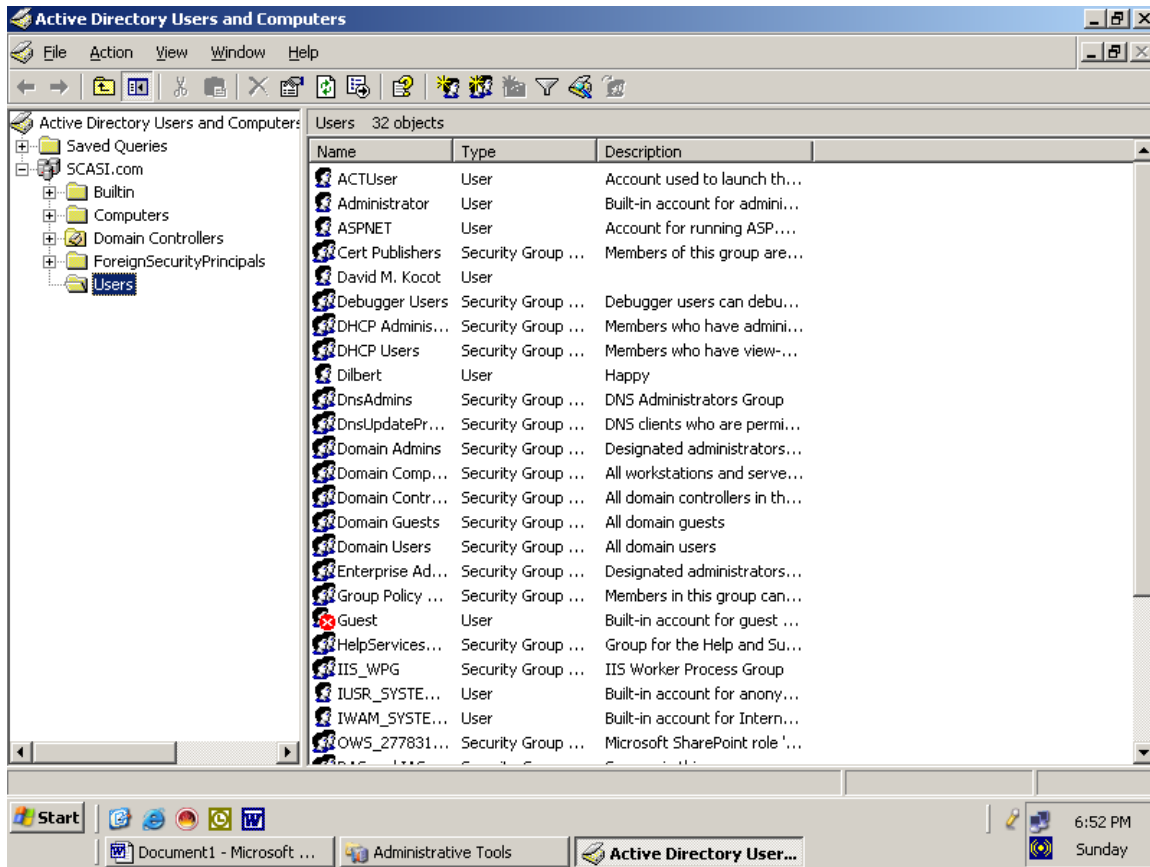 Active Directory Users and Computers
File Action View Window Help
Active Directory Users and Computers
Saved Queries
SCASI.com
Builtin
Computers
Domain Controllers
ForeignSecurityPrincipals
Users
Users 32 objects
Name Type Description
ACTUser User Account used to launch th...
Administrator User Built-in account for admini...
ASPNET User Account for running ASP....
Cert Publishers Security Group ... Members of this group are...
David M. Kocot User
Debugger Users Security Group ... Debugger users can debu...
DHCP Adminis... Security Group ... Members who have admini...
DHCP Users Security Group ... Members who have view-...
Dilbert User Happy
DnsAdmins Security Group ... DNS Administrators Group
DnsUpdatePr... Security Group ... DNS clients who are permi...
Domain Admins Security Group ... Designated administrators...
Domain Comp... Security Group ... All workstations and serve...
Domain Contr... Security Group ... All domain controllers in th...
Domain Guests Security Group ... All domain guests
Domain Users Security Group ... All domain users
Enterprise Ad... Security Group ... Designated administrators...
Group Policy ... Security Group ... Members in this group can...
Guest User Built-in account for guest ...
HelpServices... Security Group ... Group for the Help and Su...
IIS_WPG Security Group ... IIS Worker Process Group
IUSR_SYSTE... User Built-in account for anony...
IWAM_SYSTE... User Built-in account for Intern...
OWS_277831... Security Group ... Microsoft SharePoint role '...
Start
6:52 PM
Sunday
Document1 - Microsoft ...
Administrative Tools
Active Directory User...